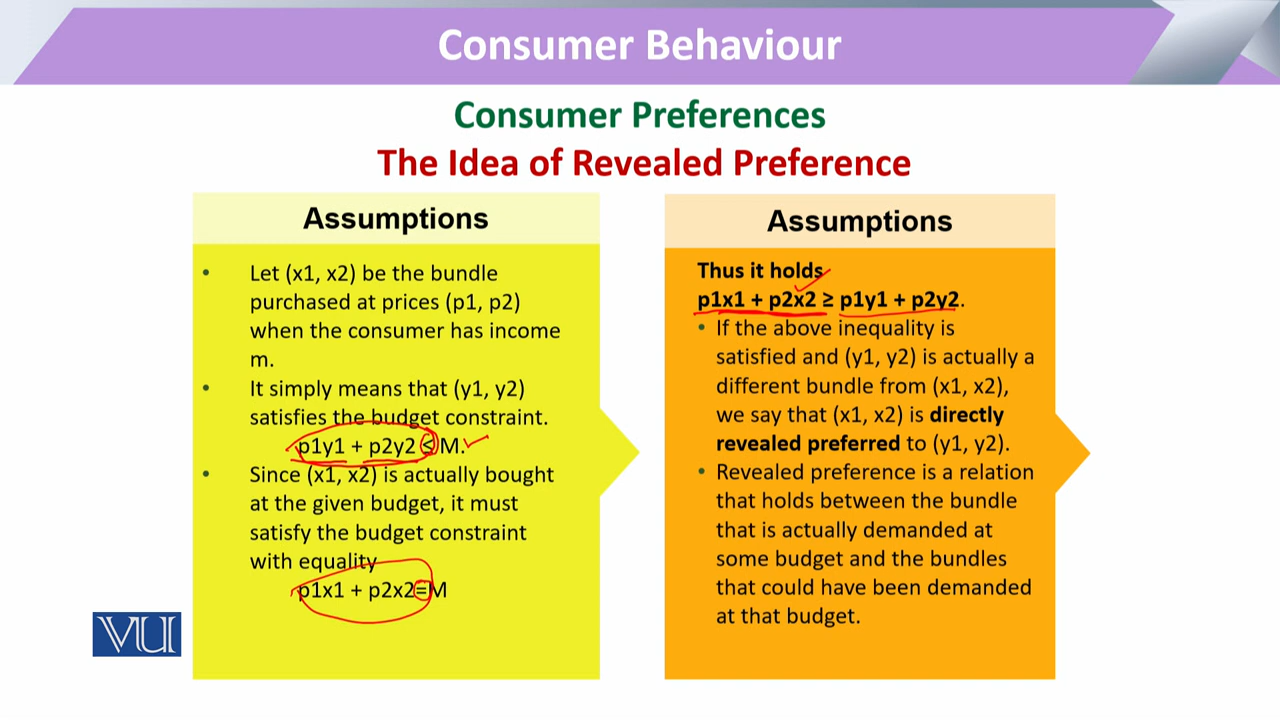 Consumer Behaviour
Consumer Preferences
The Idea of Revealed Preference
Assumptions
• Let (x1, x2) be the bundle
purchased at prices (p1, p2)
when the consumer has income
m.
• It simply means that (y1, y2)
satisfies the budget constraint.
p1y1 + p2y2 ≤ M.
• Since (x1, x2) is actually bought
at the given budget, it must
satisfy the budget constraint
with equality
p1x1 + p2x2=M
Assumptions
Thus it holds
p1x1 + p2x2 ≥ p1y1 + p2y2.
• If the above inequality is
satisfied and (y1, y2) is actually a
different bundle from (x1, x2),
we say that (x1, x2) is directly
revealed preferred to (y1, y2).
• Revealed preference is a relation
that holds between the bundle
that is actually demanded at
some budget and the bundles
that could have been demanded
at that budget.
VU